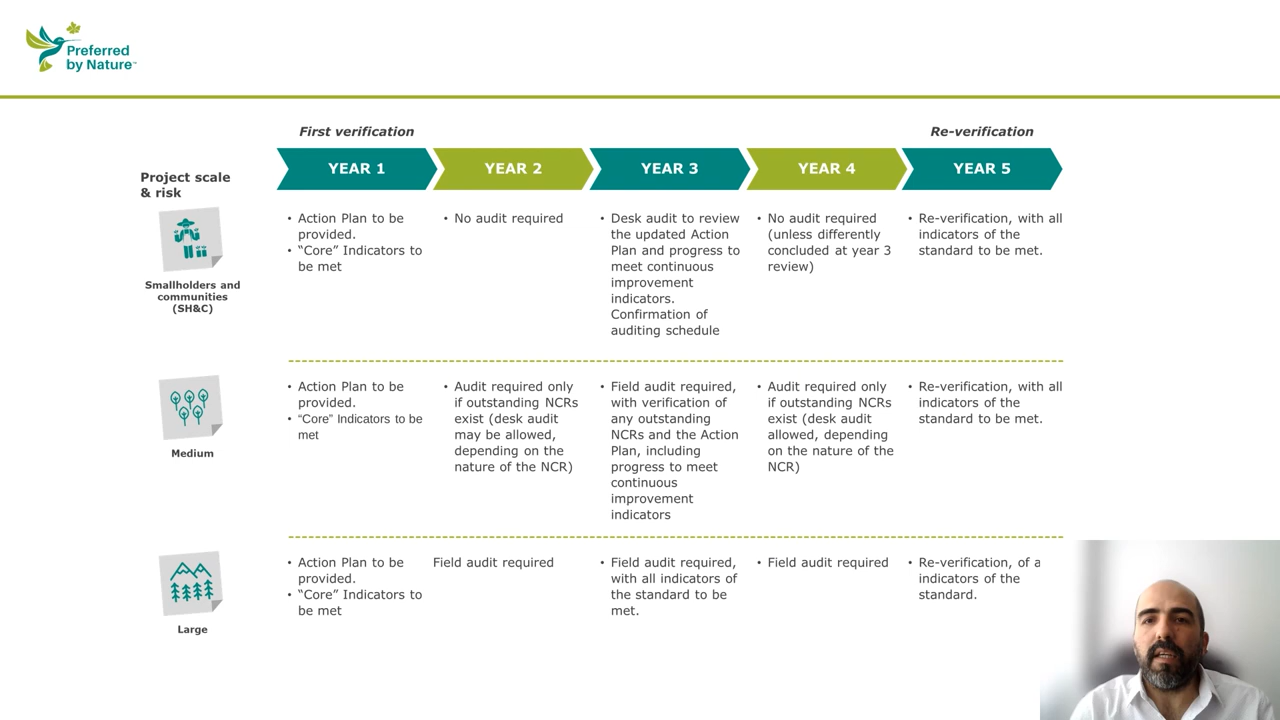 Preferred
by Nature™
First verification
Re-verification
YEAR 1
YEAR 2
YEAR 3
YEAR 4
YEAR 5
Project scale
& risk
Smallholders and
communities
(SH&C)
• Action Plan to be
provided.
• “Core” Indicators to
be met
• No audit required
• Desk audit to review
the updated Action
Plan and progress to
meet continuous
improvement
indicators.
Confirmation of
auditing schedule
• No audit required
(unless differently
concluded at year 3
review)
• Re-verification, with all
indicators of the
standard to be met.
Medium
• Action Plan to be
provided.
• “Core” Indicators to be
met
• Audit required only
if outstanding NCRs
exist (desk audit
may be allowed,
depending on the
nature of the NCR)
• Field audit required,
with verification of
any outstanding
NCRs and the Action
Plan, including
progress to meet
continuous
improvement
indicators
• Audit required only
if outstanding NCRs
exist (desk audit
allowed, depending
on the nature of the
NCR)
• Re-verification, with all
indicators of the
standard to be met.
Large
• Action Plan to be
provided.
• “Core” Indicators to
be met
Field audit required
• Field audit required,
with all indicators of
the standard to be
met.
• Field audit required
• Re-verification, of a
indicators of the
standard.